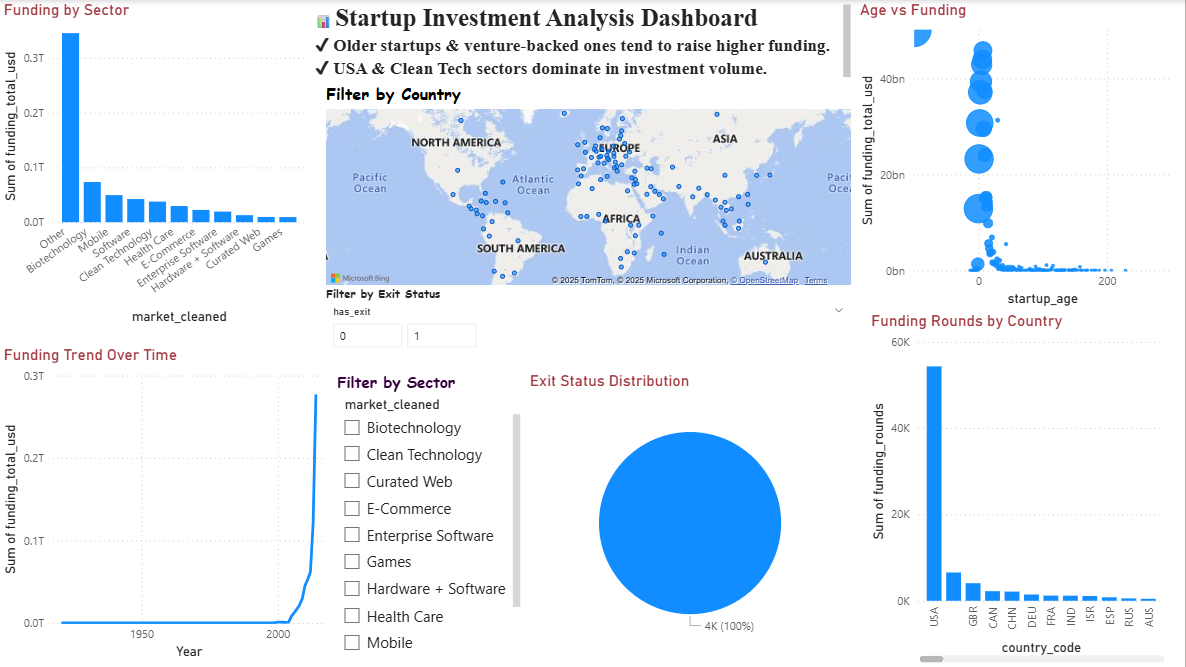 Funding by Sector
Sum of funding_total_usd
0.3T
0.2T
0.1T
0.0T
Other
Biotechnology
Mobile
Software
Clean Technology
Health Care
E-Commerce
Enterprise Software
Hardware + Software
Curated Web
Games
market_cleaned
📊 Startup Investment Analysis Dashboard
✔ Older startups & venture-backed ones tend to raise higher funding.
✔ USA & Clean Tech sectors dominate in investment volume.
Filter by Country
NORTH AMERICA
EUROPE
ASIA
Pacific
Ocean
Atlantic
Ocean
Paci
Oce
AFRICA
SOUTH AMERICA
Indian
Ocean
AUSTRALIA
Microsoft Bing
© 2025 TomTom, © 2025 Microsoft Corporation, © OpenStreetMap Terms
Filter by Exit Status
has_exit
0
1
Age vs Funding
Sum of funding_total_usd
40bn
20bn
0bn
0
200
startup_age
Funding Trend Over Time
Sum of funding_total_usd
0.3T
0.2T
0.1T
0.0T
1950
2000
Year
Filter by Sector
market_cleaned
Biotechnology
Clean Technology
Curated Web
E-Commerce
Enterprise Software
Games
Hardware + Software
Health Care
Mobile
Exit Status Distribution
4K (100%)
Funding Rounds by Country
Sum of funding_rounds
60K
40K
20K
0K
USA
GBR
CAN
CHN
DEU
FRA
IND
ISR
ESP
RUS
AUS
country_code